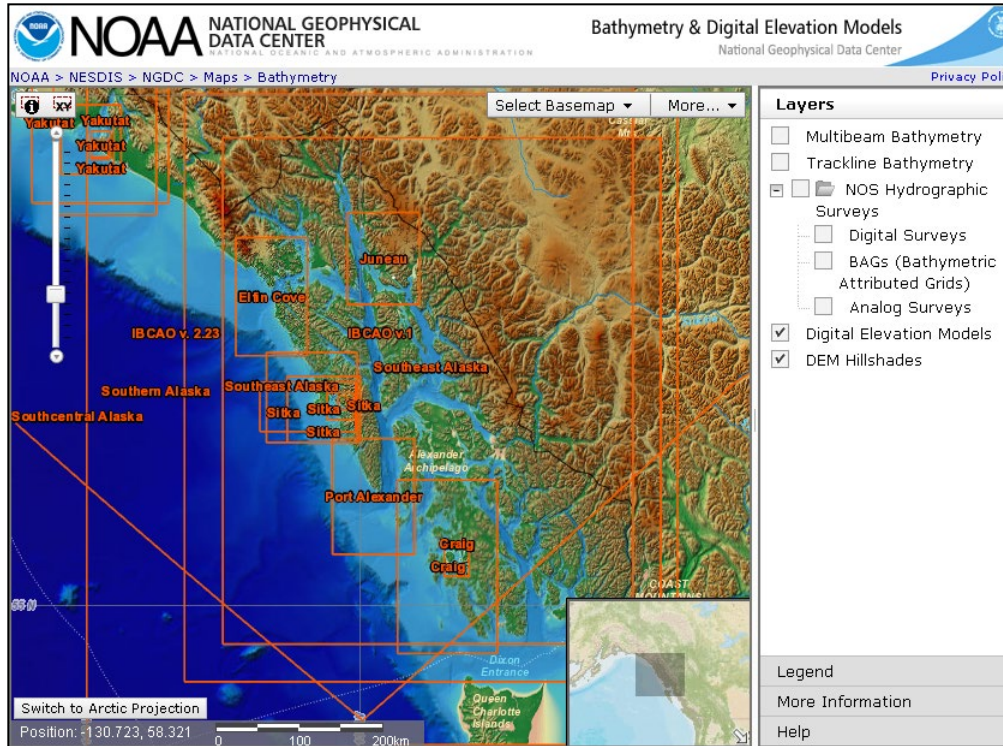 NOAA
NATIONAL GEOPHYSICAL
DATA CENTER
NATIONAL OCEANIC AND ATMOSPHERIC ADMINISTRATION
Bathymetry & Digital Elevation Models
National Geophysical Data Center
NOAA > NESDIS > NGDC > Maps > Bathymetry
Privacy Poli
XY
Select Basemap
More...
Yakutat Yakutat
Yakutat
Yakutat
Juneau
Elfin Cove
IBCAO v. 2.23
IBCAO v.1
Southeast Alaska
Southern Alaska
Southeast Alaska
Southcentral Alaska
Sitka
Sitka
Sitka
Sitka
Alexander
Archipelago
Port Alexander
Craig
Craig
COAST
MOUNTAINS
Dixon
Entrance
Queen
Charlotte
Islands
Switch to Arctic Projection
Position: -130.723, 58.321
0 100 200km
Layers
Multibeam Bathymetry
Trackline Bathymetry
NOS Hydrographic
Surveys
Digital Surveys
BAGs (Bathymetric
Attributed Grids)
Analog Surveys
Digital Elevation Models
DEM Hillshades
Legend
More Information
Help